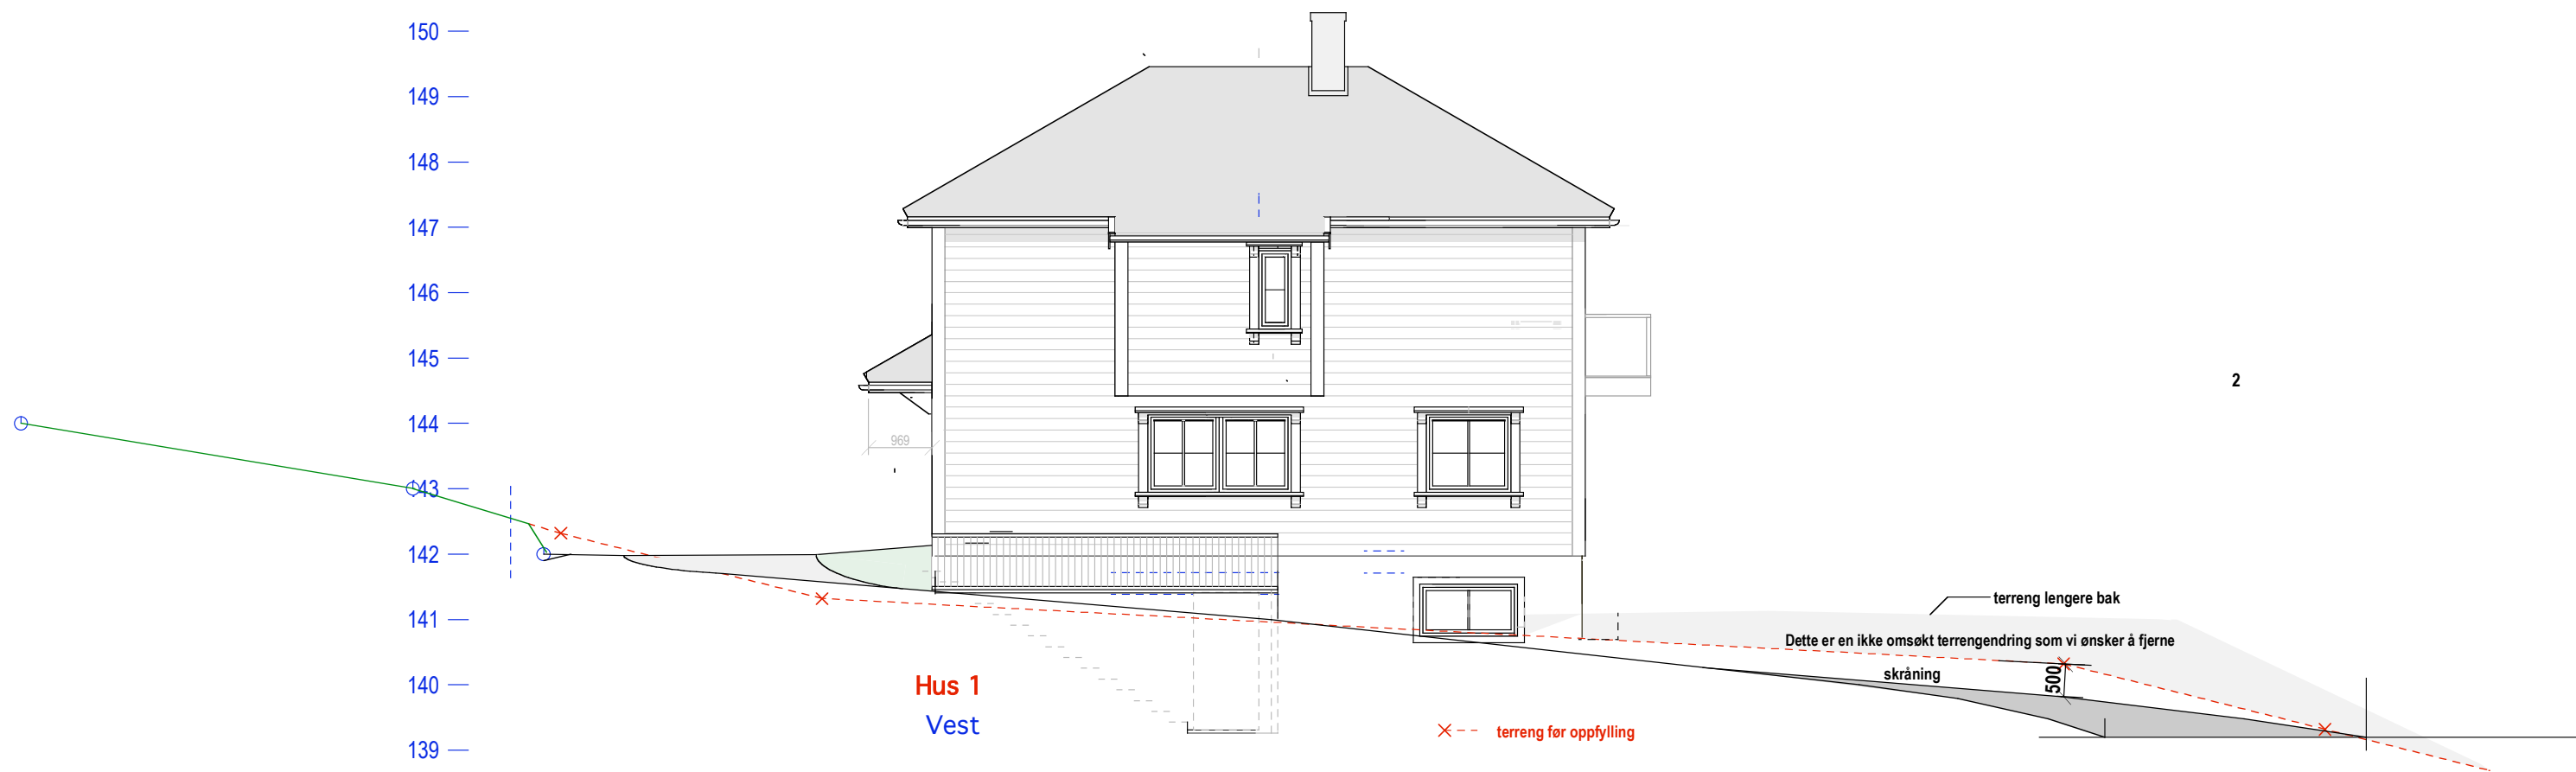 150
149
148
147
146
145
144
143
142
141
140
139
969
2
terreng lengere bak
Dette er en ikke omsøkt terrengendring som vi ønsker å fjerne
skråning
500
Hus 1
Vest
terreng før oppfylling